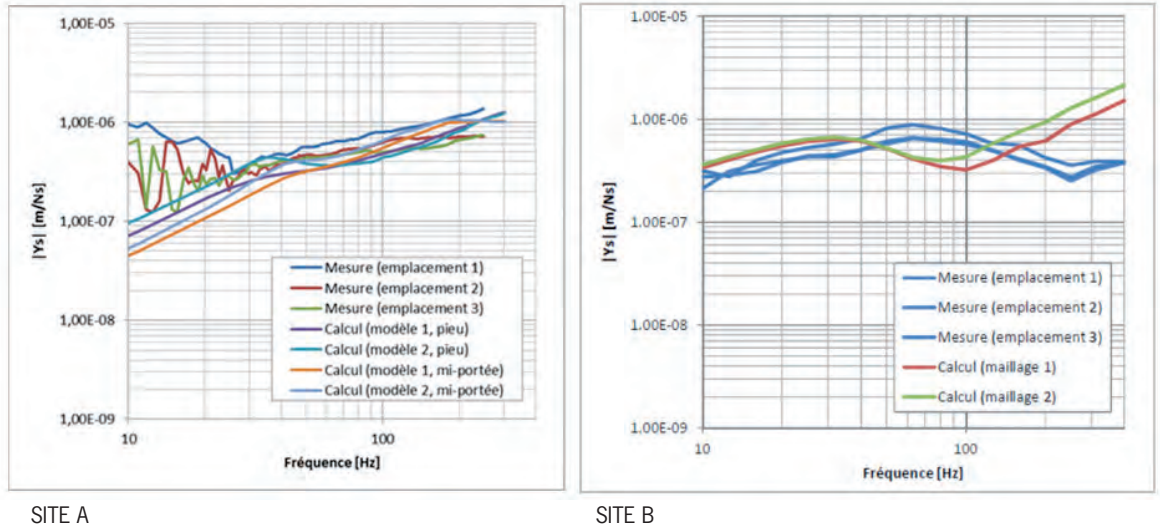 1,00E-05
1,00E-06
1,00E-07
1,00E-08
1,00E-09
|Ys| [m/Ns]
10
100
Fréquence [Hz]
Mesure (emplacement 1)
Mesure (emplacement 2)
Mesure (emplacement 3)
Calcul (modèle 1, pieu)
Calcul (modèle 2, pieu)
Calcul (modèle 1, mi-portée)
Calcul (modèle 2, mi-portée)
SITE A
1,00E-05
1,00E-06
1,00E-07
1,00E-08
1,00E-09
|Ys| [m/Ns]
10
100
Fréquence [Hz]
Mesure (emplacement 1)
Mesure (emplacement 2)
Mesure (emplacement 3)
Calcul (maillage 1)
Calcul (maillage 2)
SITE B